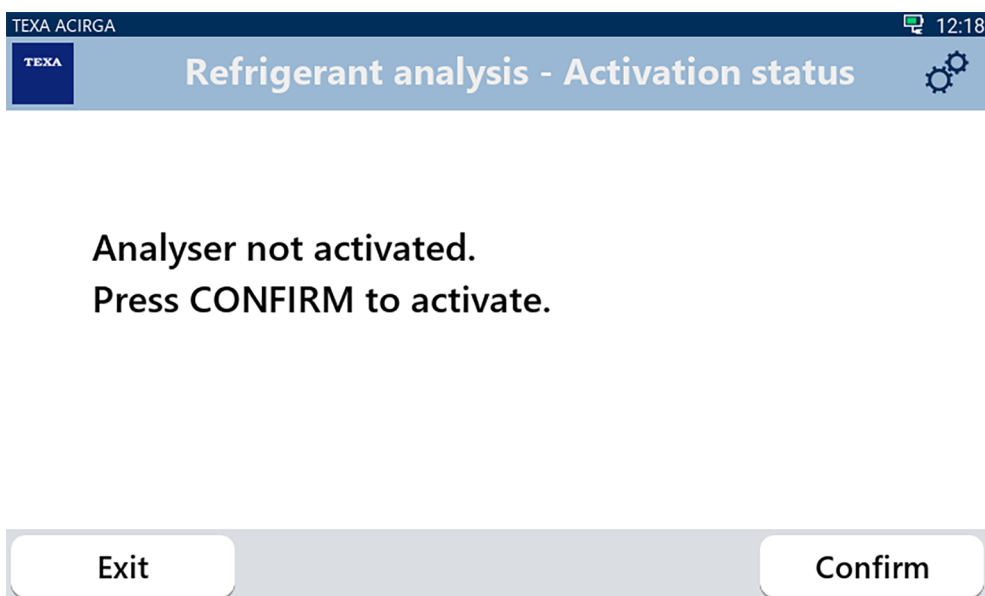 TEXA ACIRGA 12:18
TEXA
Refrigerant analysis - Activation status
Analyser not activated.
Press CONFIRM to activate.
Exit Confirm